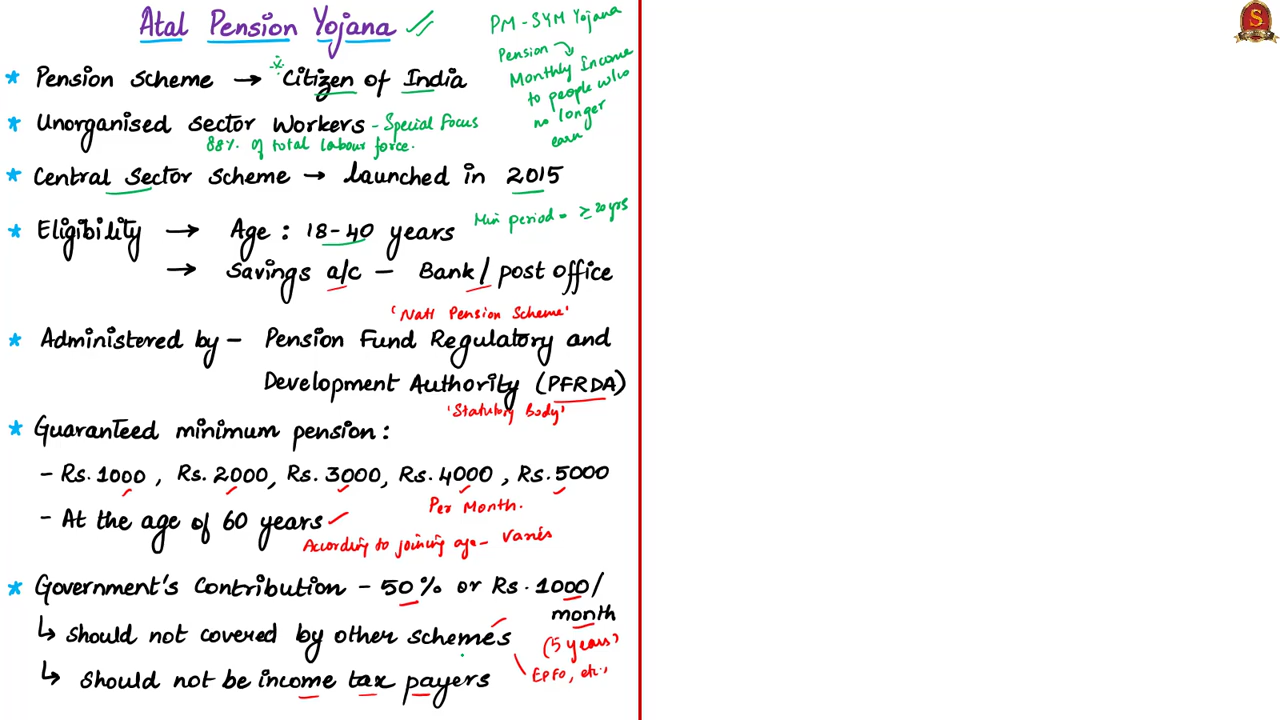 Atal Pension Yojana
PM-SYM Yojana
Pension →
Monthly Income
to people who
no longer
earn
* Pension scheme → Citizen of India
* Unorganised Sector Workers - Special Focus
88% of total labour force.
* Central Sector Scheme → launched in 2015
Min period - ≥ 20 yrs
* Eligibility → Age : 18-40 years
→ Savings a/c - Bank / post office
'Natl Pension Scheme'
* Administered by - Pension Fund Regulatory and
Development Authority (PFRDA)
'Statutory Body'
* Guaranteed minimum pension :
- Rs. 1000, Rs. 2000, Rs. 3000, Rs. 4000, Rs. 5000
Per Month.
- At the age of 60 years
According to joining age - varies
* Government's Contribution - 50% or Rs. 1000/
month
(5 years)
↳ should not covered by other schemes
EPFO, etc.,
↳ should not be income tax payers